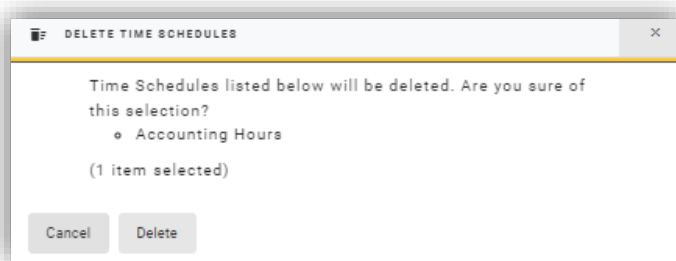 DELETE TIME SCHEDULES
Time Schedules listed below will be deleted. Are you sure of
this selection?
Accounting Hours
(1 item selected)
Cancel Delete